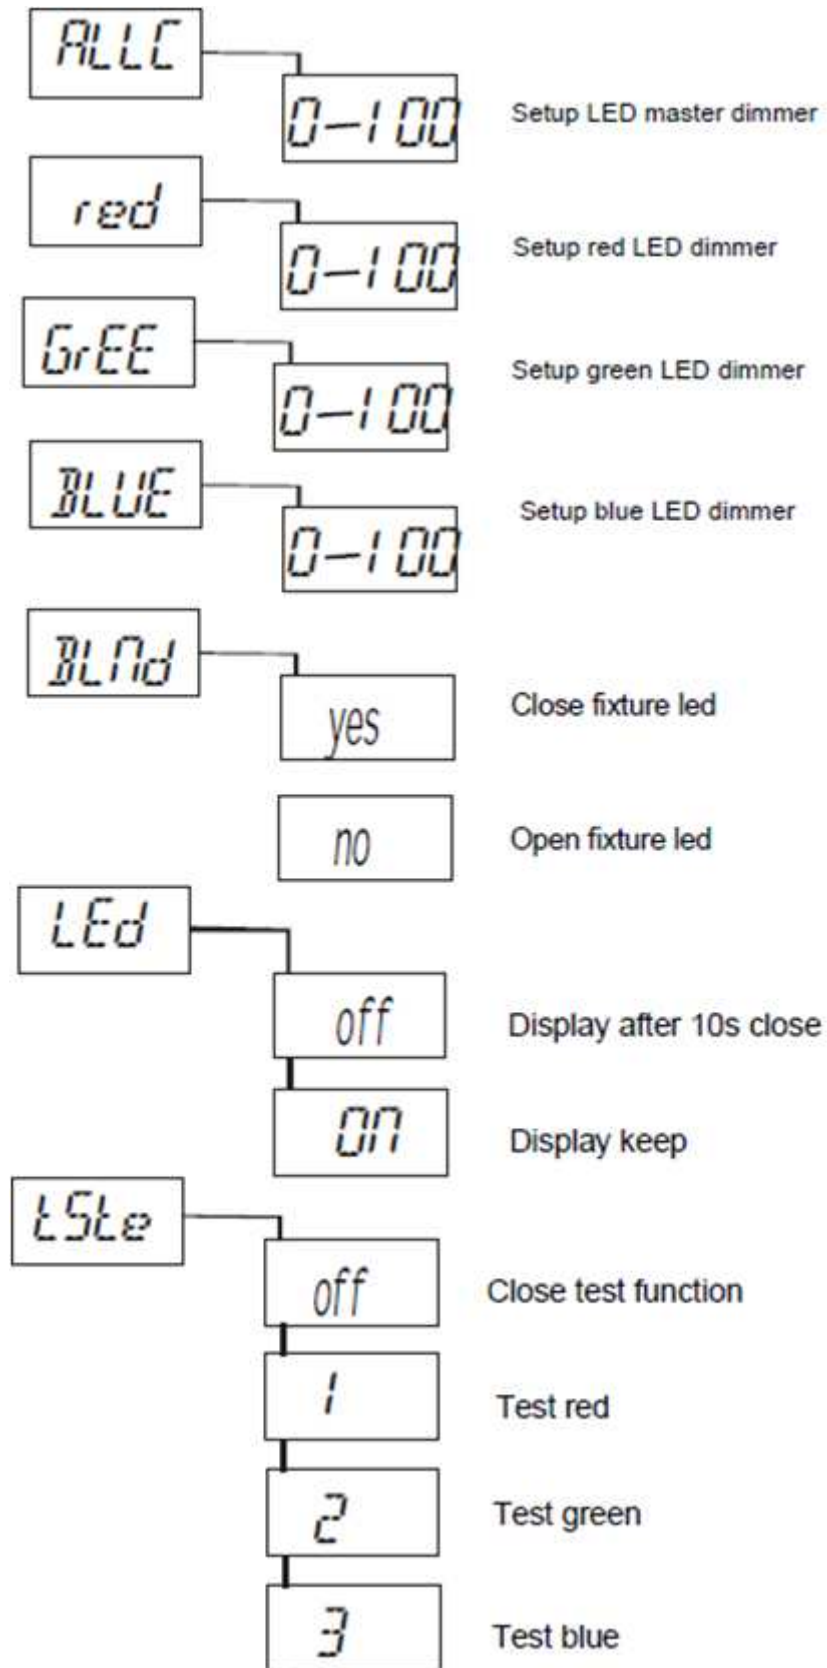 ALLC
0-100 Setup LED master dimmer
red
0-100 Setup red LED dimmer
GrEE
0-100 Setup green LED dimmer
BLUE
0-100 Setup blue LED dimmer
BLNd
yes Close fixture led
no Open fixture led
LEd
off Display after 10s close
ON Display keep
tSte
off Close test function
1 Test red
2 Test green
3 Test blue